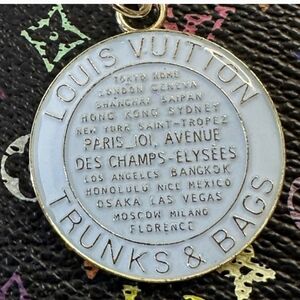 LOUIS VUITTON
TOKYO ROME
LONDON GENEVA
SHANGHAI SAIPAN
HONG KONG SYDNEY
NEW YORK SAINT-TROPEZ
PARIS 101, AVENUE
DES CHAMPS-ELYSÉES
LOS ANGELES BANGKOK
HONOLULU NICE MEXICO
OSAKA LAS VEGAS
MOSCOW MILANO
FLORENCE
TRUNKS & BAGS